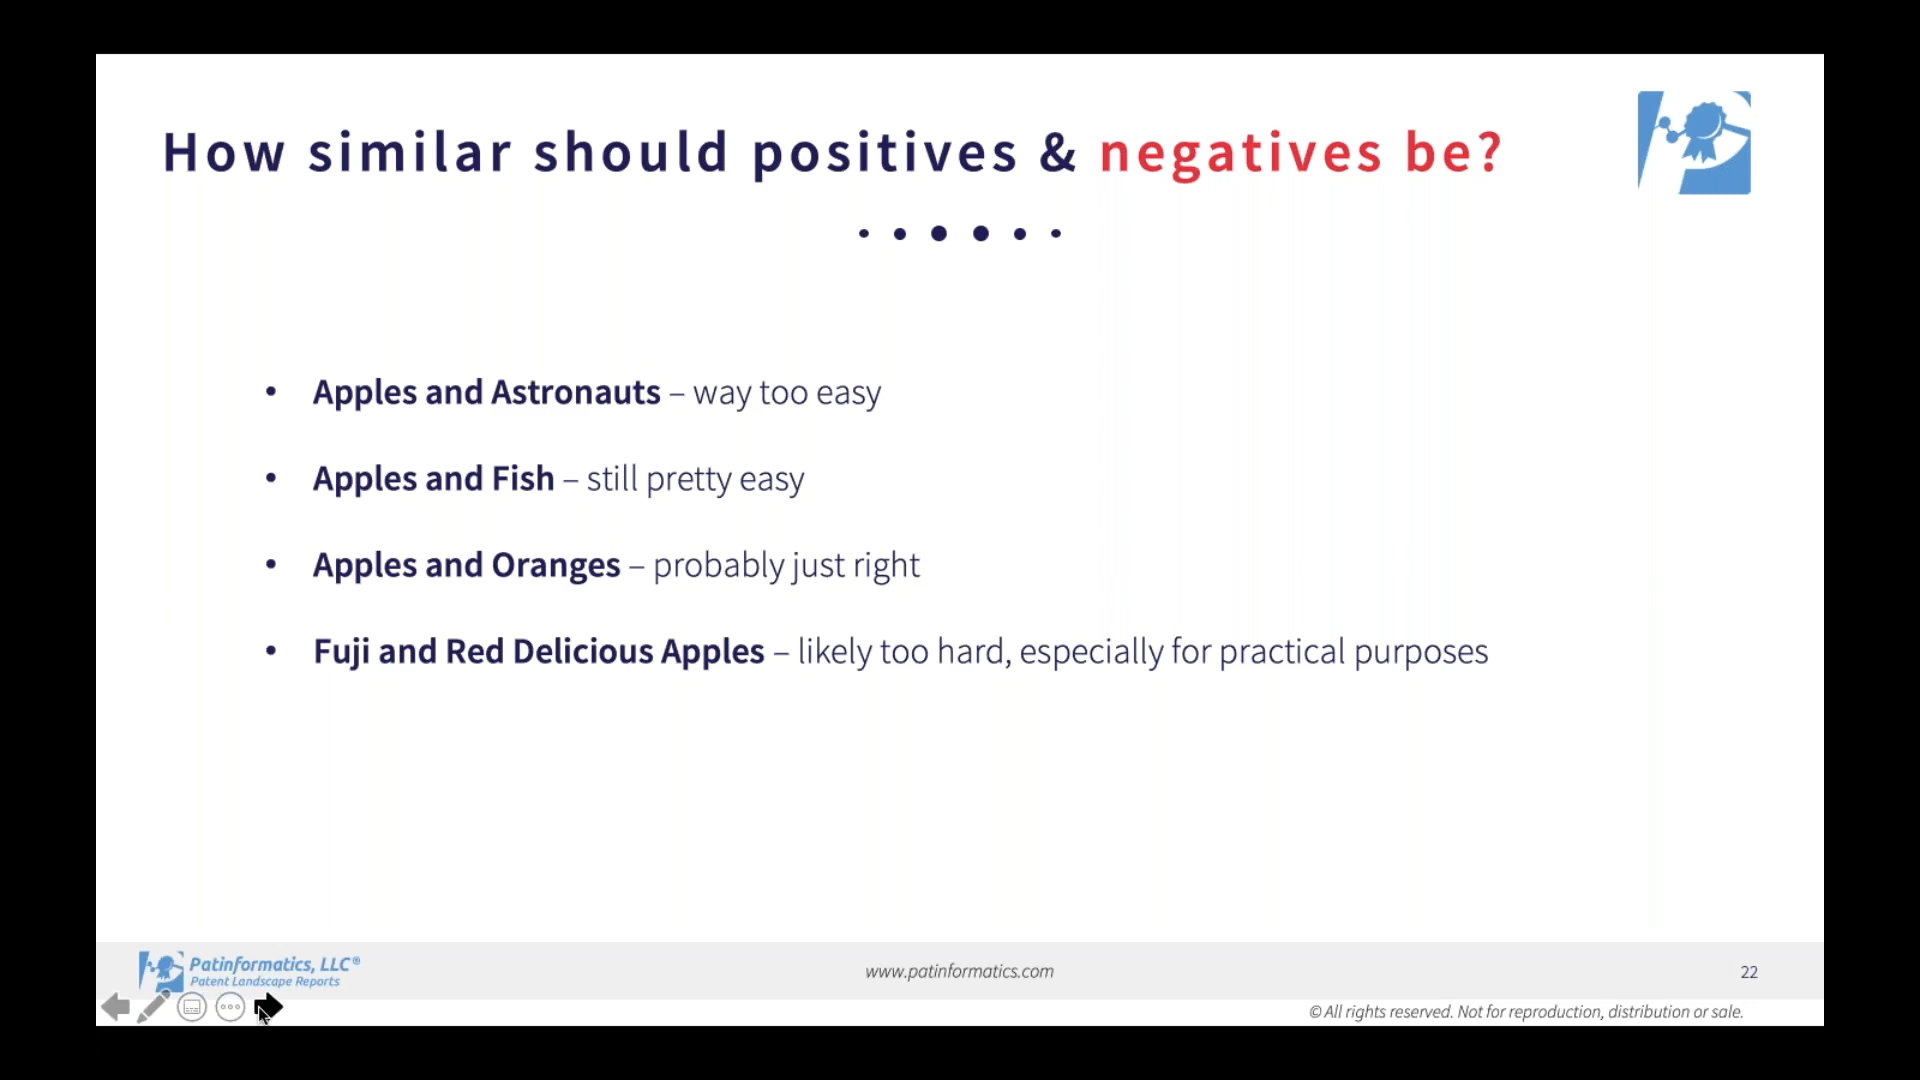 How similar should positives & negatives be?
• Apples and Astronauts – way too easy
• Apples and Fish – still pretty easy
• Apples and Oranges – probably just right
• Fuji and Red Delicious Apples – likely too hard, especially for practical purposes
Patinformatics, LLC®
Patent Landscape Reports
www.patinformatics.com
22
© All rights reserved. Not for reproduction, distribution or sale.